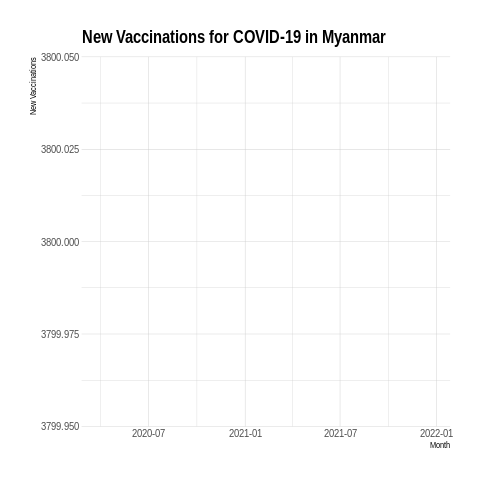 New Vaccinations for COVID-19 in Myanmar
New Vaccinations
3800.050
3800.025
3800.000
3799.975
3799.950
2020-07 2021-01 2021-07 2022-01
Month